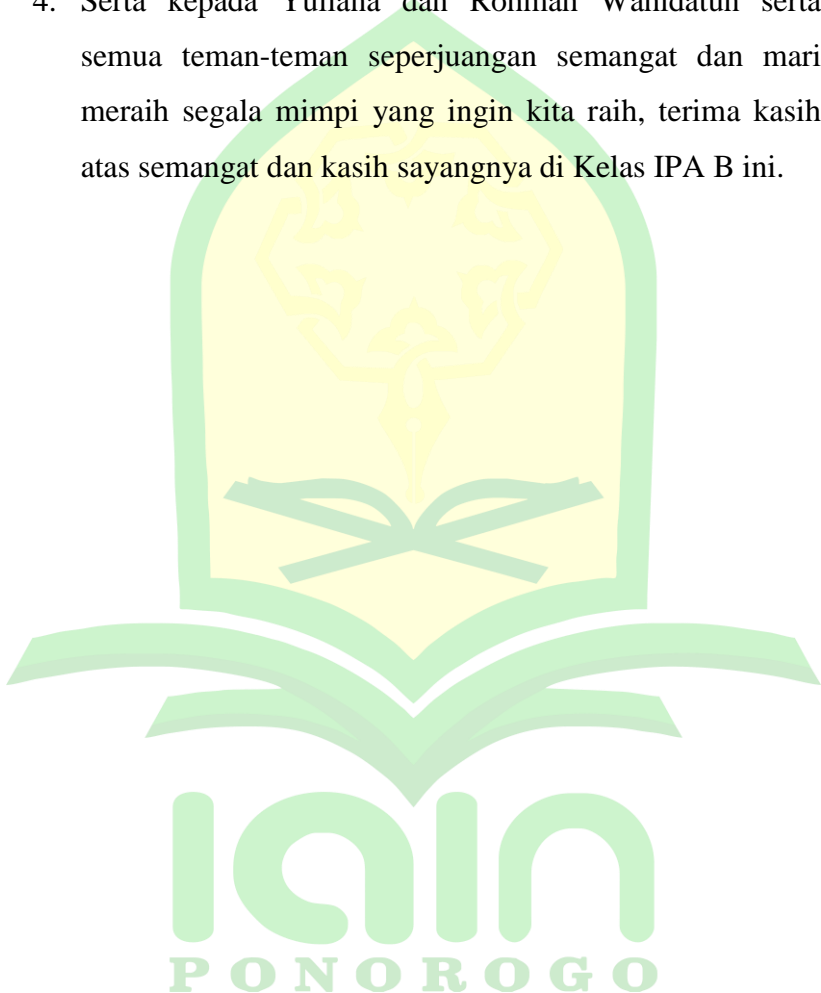 4. Serta kepada Yuliana dan Wahidatun serta
semua teman-teman seperjuangan semangat dan mari
meraih segala mimpi yang ingin kita raih, terima kasih
atas semangat dan kasih sayangnya di Kelas IPA B ini.
iain
PONOROGO